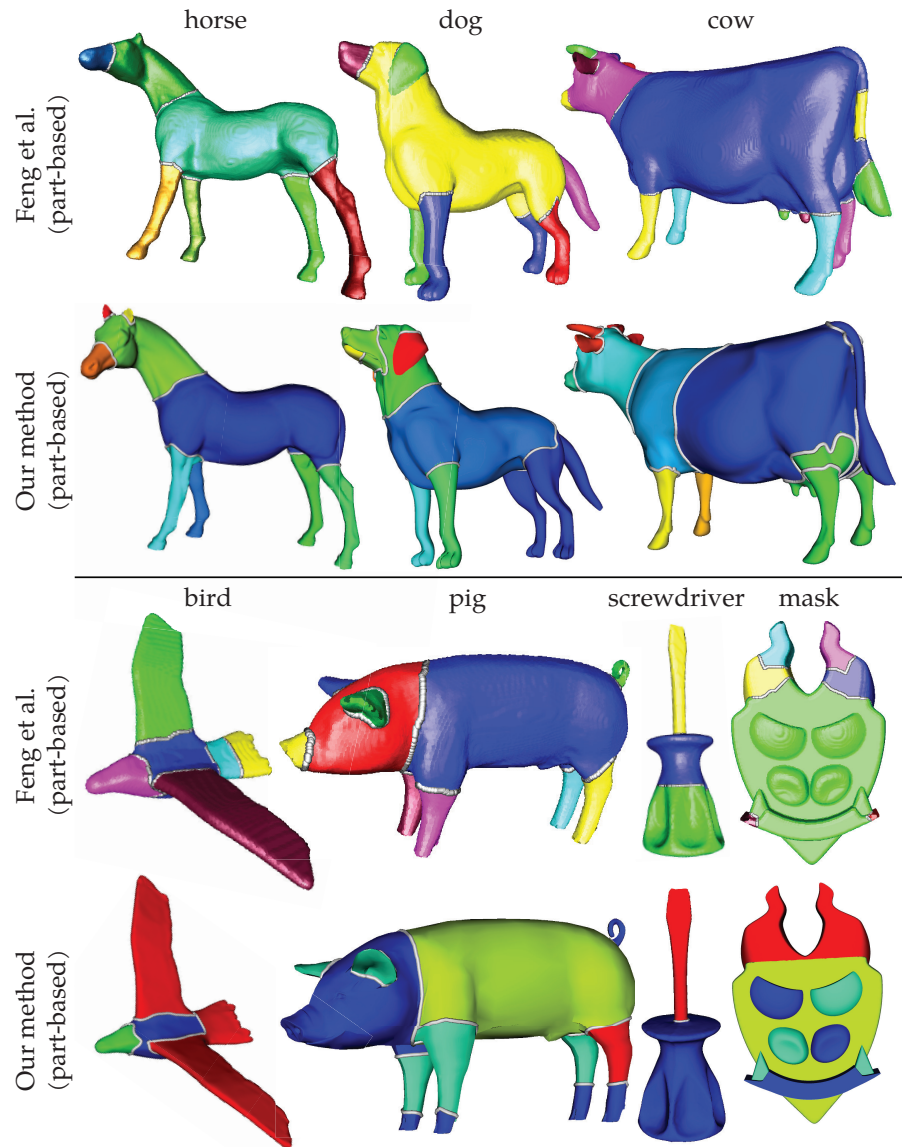 horse dog cow
Feng et al.
(part-based)
Our method
(part-based)
bird pig screwdriver mask
Feng et al.
(part-based)
Our method
(part-based)